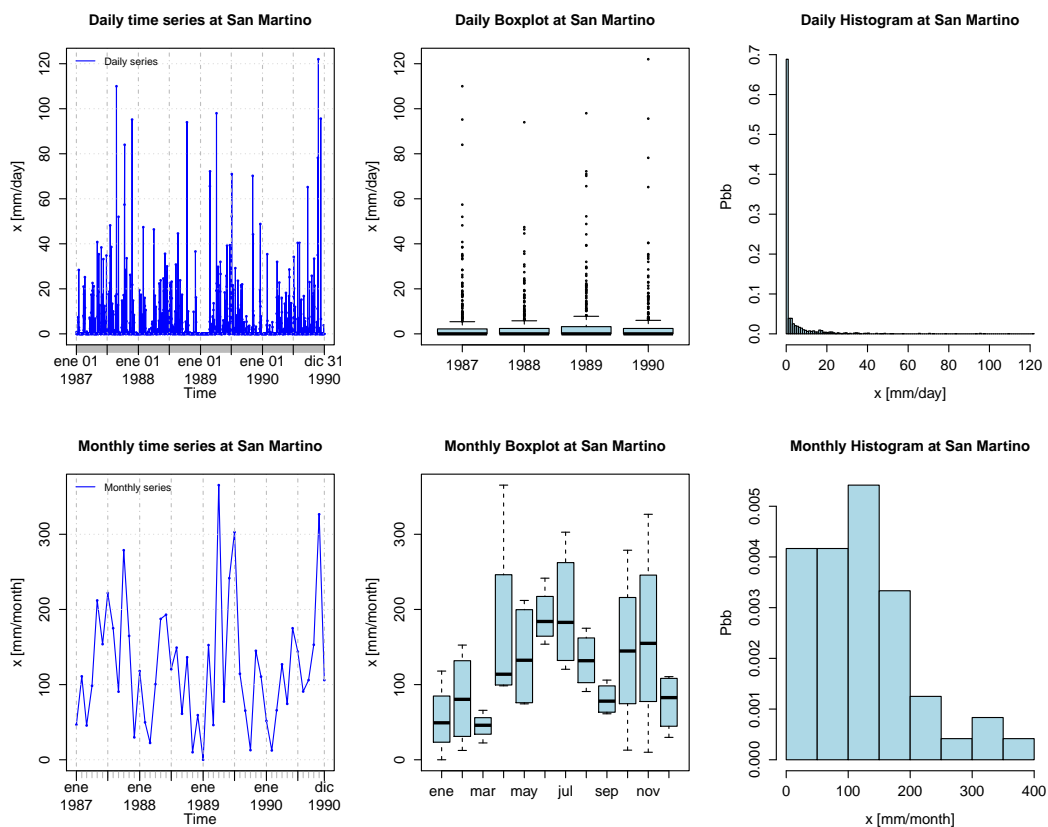 Daily time series at San Martino
Daily series
x [mm/day]
0
20
40
60
80
100
120
ene 01 ene 01 ene 01 ene 01 dic 31
1987 1988 1989 1990 1990
Time
Daily Boxplot at San Martino
x [mm/day]
0
20
40
60
80
100
120
1987 1988 1989 1990
Daily Histogram at San Martino
Pbb
0.0
0.1
0.2
0.3
0.4
0.5
0.6
0.7
0 20 40 60 80 100 120
x [mm/day]
Monthly time series at San Martino
Monthly series
x [mm/month]
0
100
200
300
ene ene ene ene dic
1987 1988 1989 1990 1990
Time
Monthly Boxplot at San Martino
x [mm/month]
0
100
200
300
ene mar may jul sep nov
Monthly Histogram at San Martino
Pbb
0.000
0.001
0.002
0.003
0.004
0.005
0 100 200 300 400
x [mm/month]